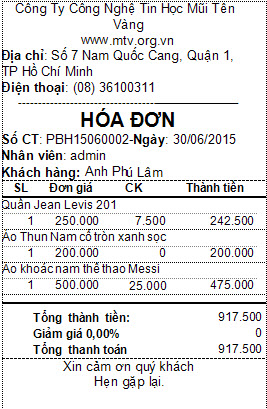 Công Ty Công Nghệ Tin Học Mũi Tên
Vàng
www.mtv.org.vn
Địa chỉ: Số 7 Nam Quốc Cang, Quận 1,
TP Hồ Chí Minh
Điện thoại: (08) 36100311
HÓA ĐƠN
Số CT: PBH15060002-Ngày: 30/06/2015
Nhân viên: admin
Khách hàng: Anh Phú Lâm
SL Đơn giá CK Thành tiền
Quần Jean Levis 201
1 250.000 7.500 242.500
Áo Thun Nam cổ tròn xanh sọc
1 200.000 0 200.000
Áo khoác nam thể thao Messi
1 500.000 25.000 475.000
Tổng thành tiền: 917.500
Giảm giá 0,00% 0
Tổng thanh toán 917.500
Xin cảm ơn quý khách
Hẹn gặp lại.